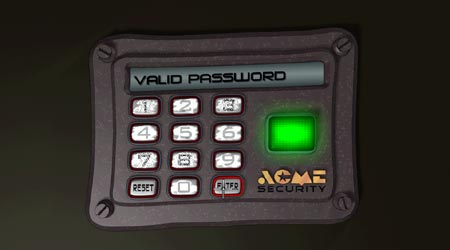 VALID PASSWORD
1 2 3
4 5 6
7 8 9
RESET 0 ENTER
ACME
SECURITY